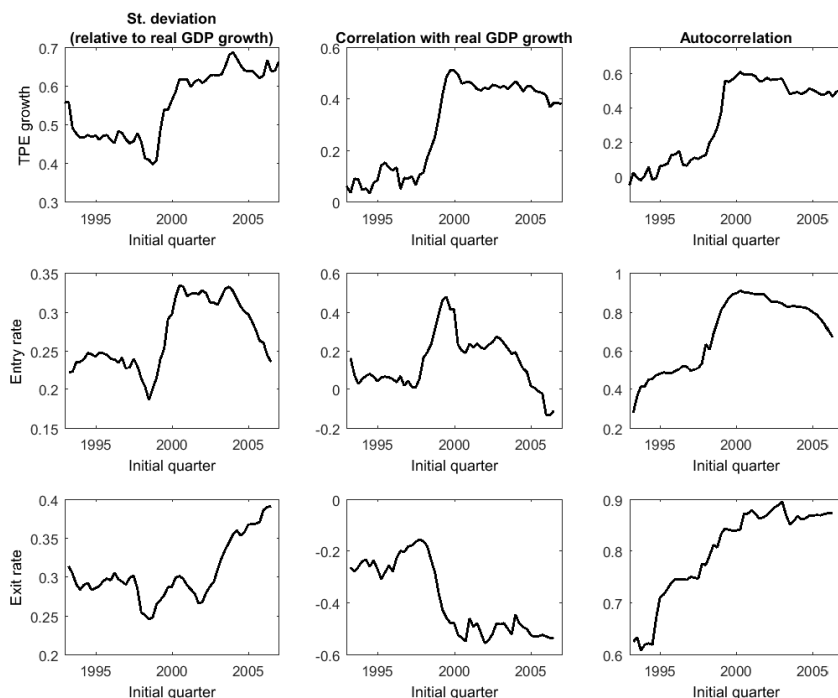 St. deviation
(relative to real GDP growth)
Correlation with real GDP growth
Autocorrelation
TPE growth
0.7
0.6
0.5
0.4
0.3
1995 2000 2005
Initial quarter
0.6
0.4
0.2
0
1995 2000 2005
Initial quarter
0.6
0.4
0.2
0
1995 2000 2005
Initial quarter
Entry rate
0.35
0.3
0.25
0.2
0.15
1995 2000 2005
Initial quarter
0.6
0.4
0.2
0
-0.2
1995 2000 2005
Initial quarter
1
0.8
0.6
0.4
0.2
1995 2000 2005
Initial quarter
Exit rate
0.4
0.35
0.3
0.25
0.2
1995 2000 2005
Initial quarter
0
-0.2
-0.4
-0.6
1995 2000 2005
Initial quarter
0.9
0.8
0.7
0.6
1995 2000 2005
Initial quarter